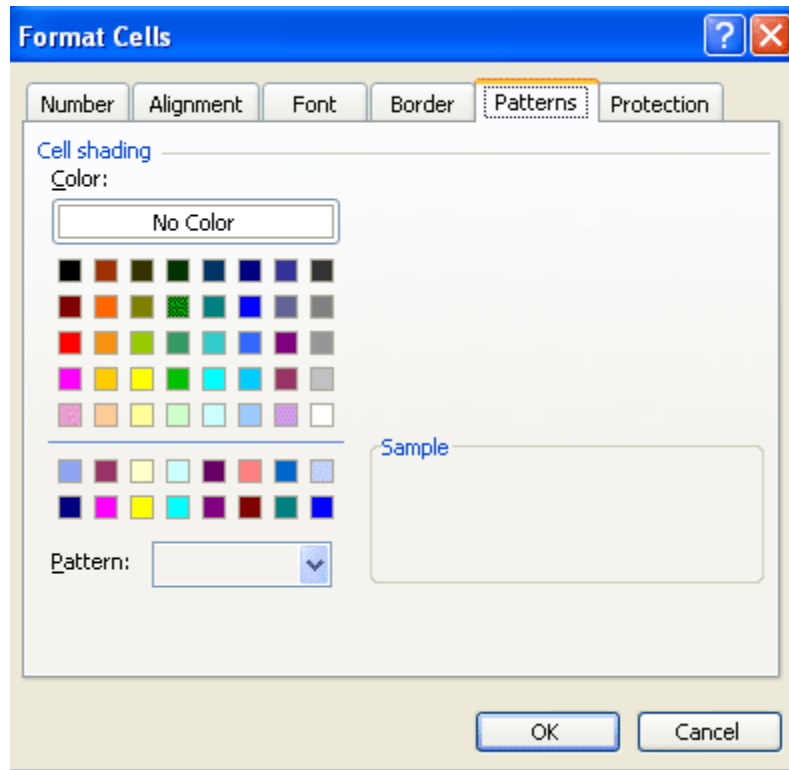 Format Cells
Number Alignment Font Border Patterns Protection
Cell shading
Color:
No Color
Sample
Pattern:
OK Cancel